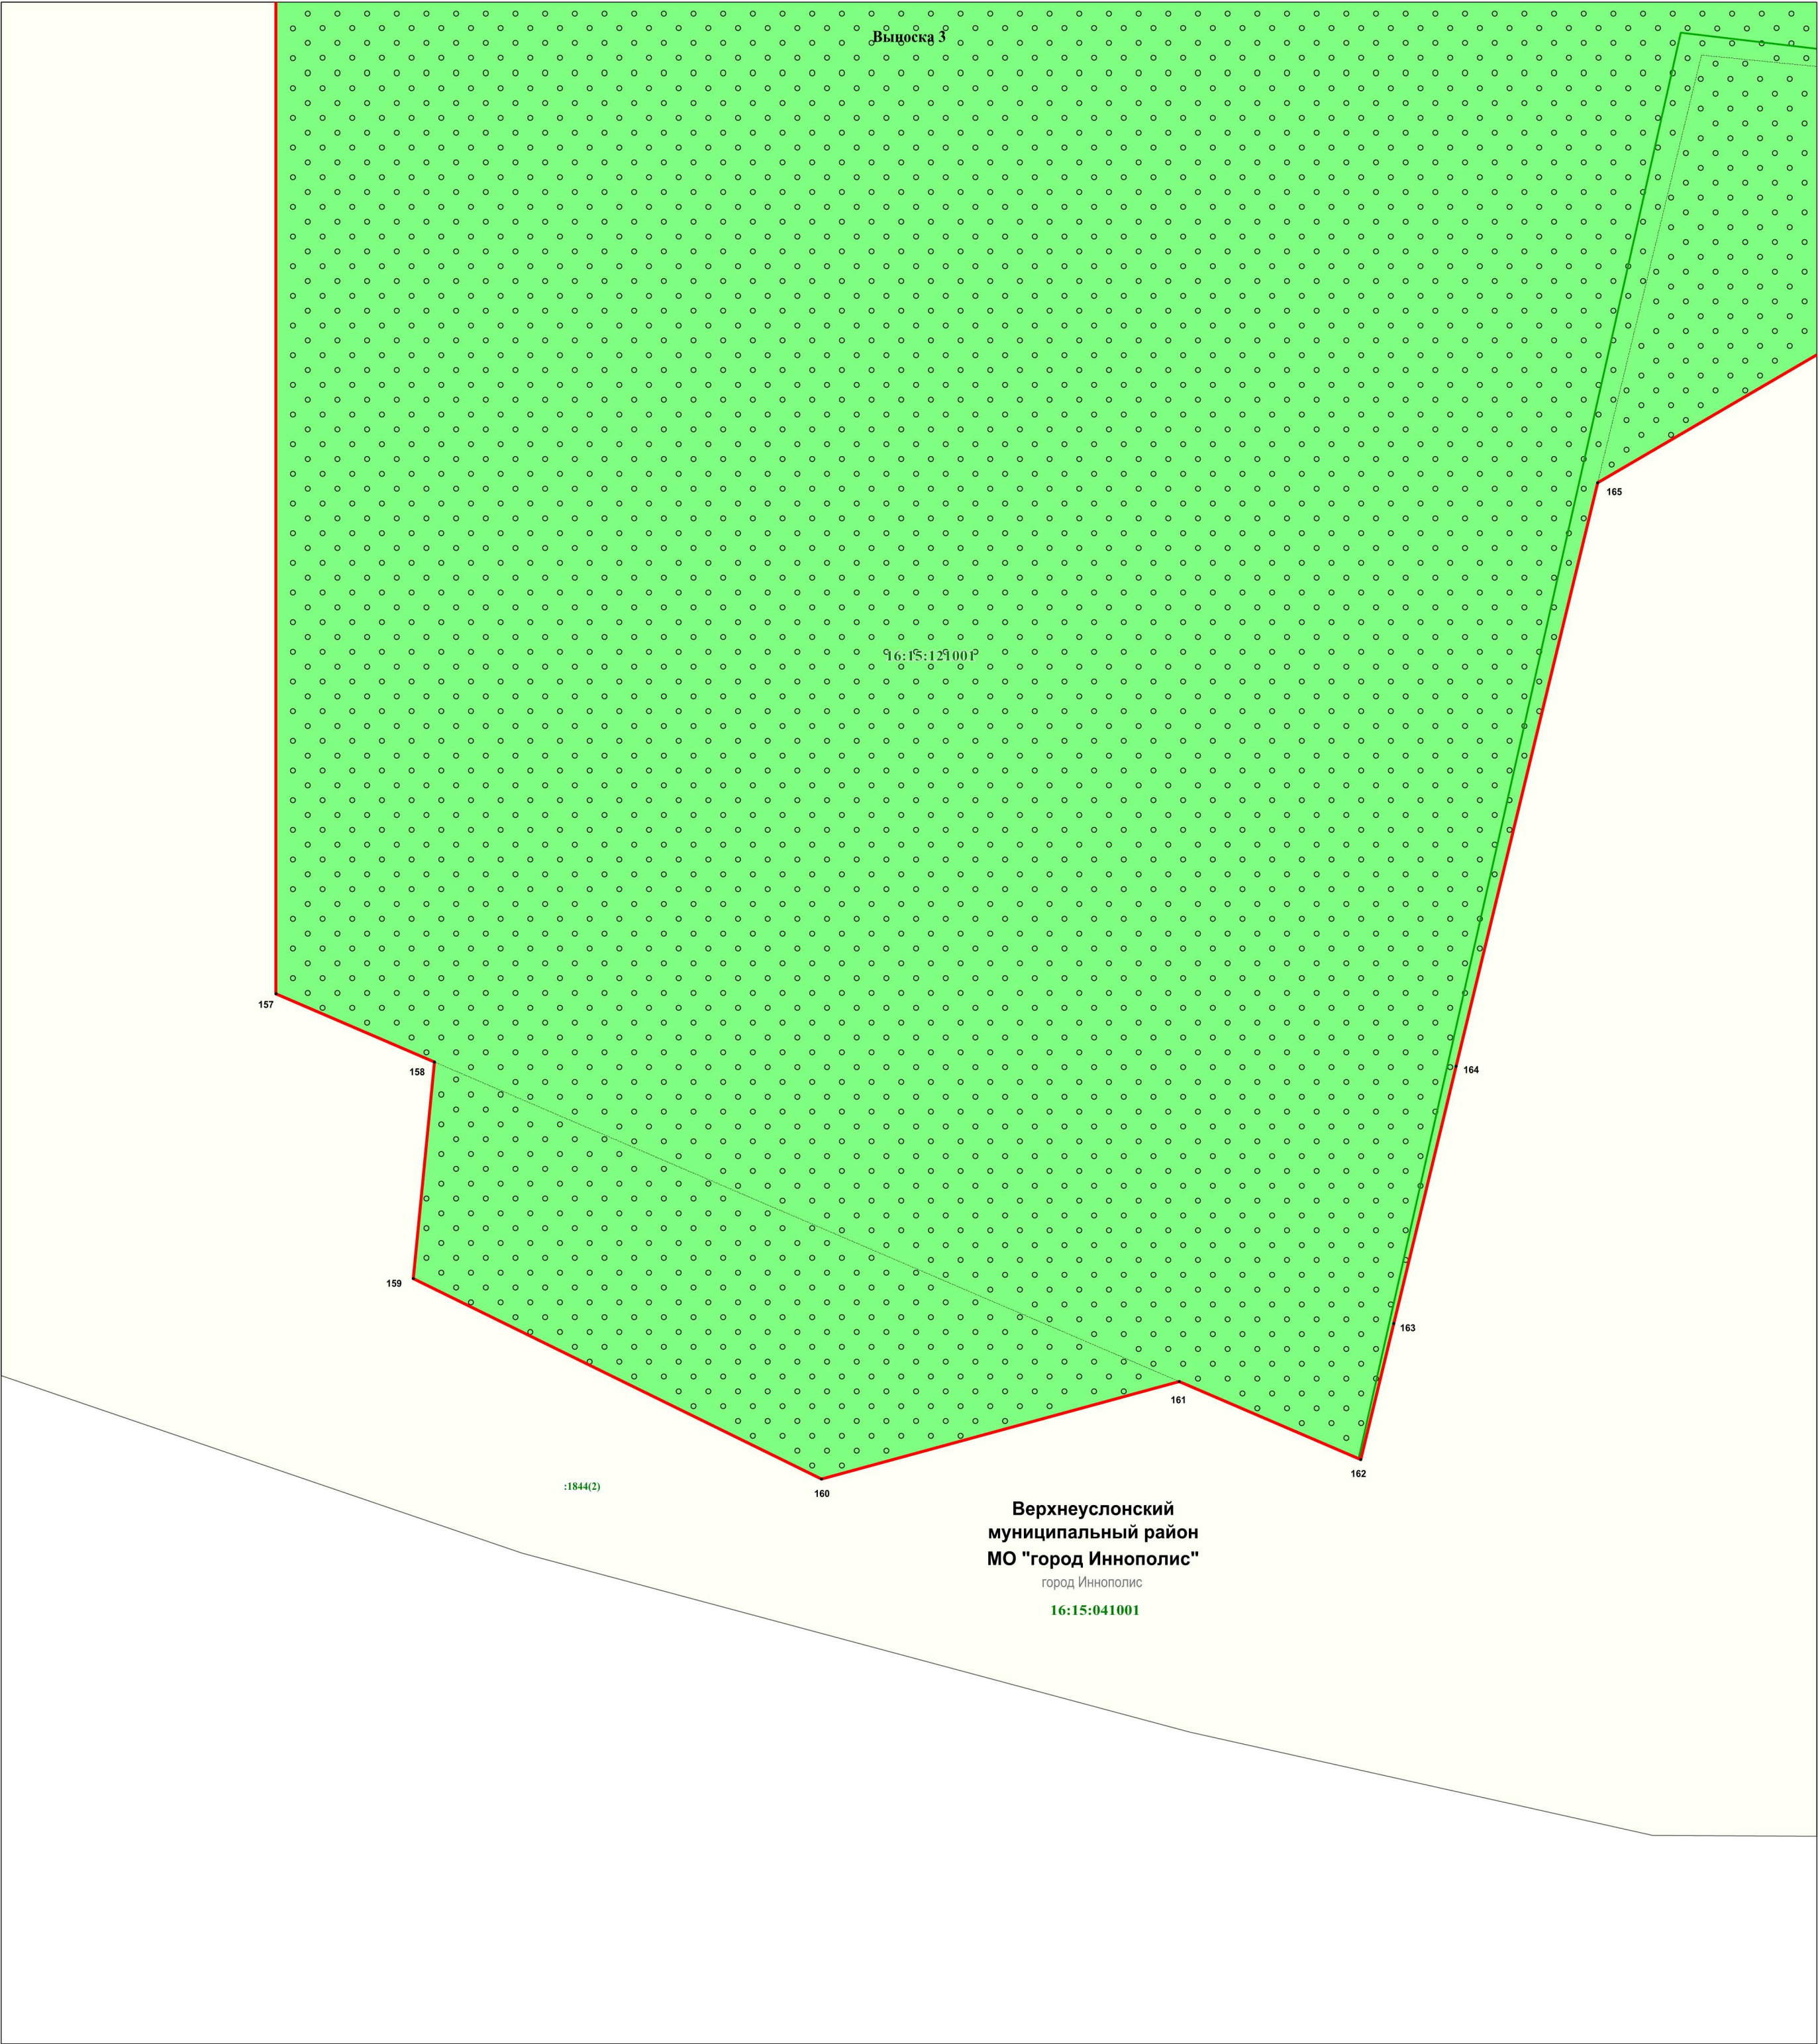 Выноска 3
165
16:15:121001
157
158
164
159
163
161
162
:1844(2)
160
Верхнеуслонский
муниципальный район
МО "город Иннополис"
город Иннополис
16:15:041001